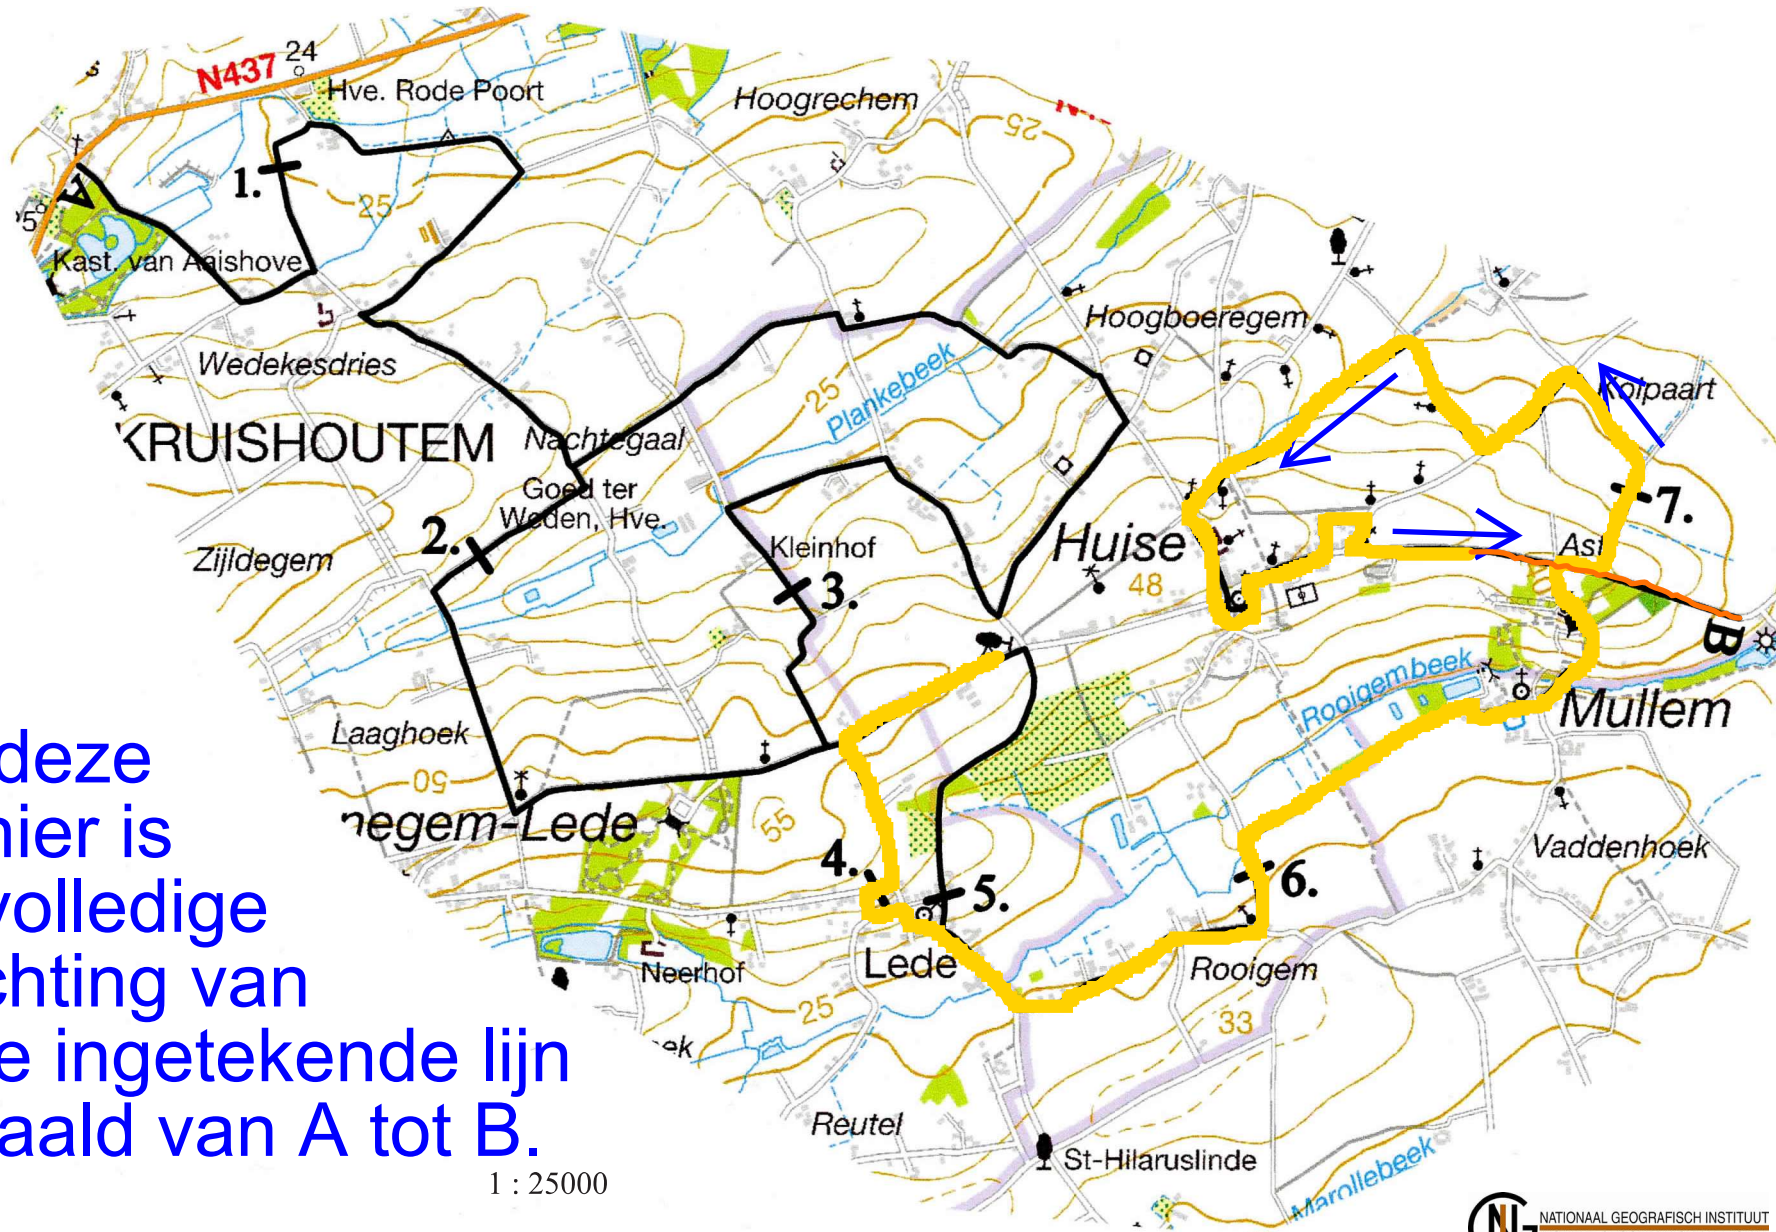 24
N437
Hve. Rode Poort
Hoogrechem
25
1.
25
A
Kast. van Aaishove
Hoogboeregem
Wedekesdries
Plankebeek
25
Kolpaart
KRUISHOUTEM
Nachtegaal
Goed ter
Weden, Hve.
7.
2.
Zijldegem
Kleinhof
3.
Huise
48
Ast
B
Rooigembeek
Mullem
Laaghoek
50
deze
hier is
volledige
chting van
e ingetekende lijn
aald van A tot B.
negem-Lede
55
4.
5.
6.
Vaddenhoek
Neerhof
Lede
Rooigem
25
33
ek
Reutel
St-Hilaruslinde
Marollebeek
1 : 25000
NATIONAAL GEOGRAFISCH INSTITUUT